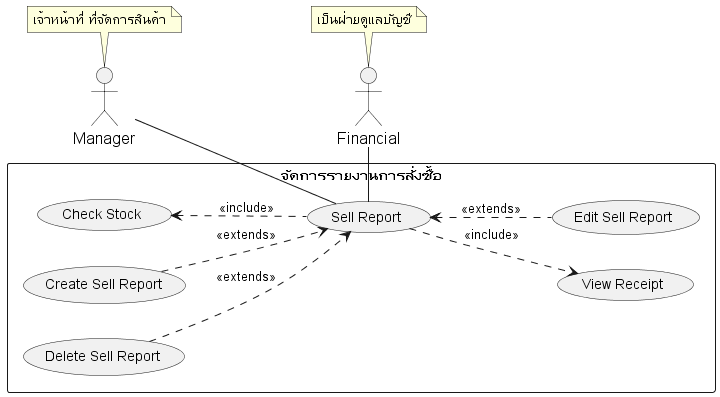 เจ้าหน้าที่ ที่จัดการสินค้า
เป็นฝ่ายดูแลบัญชี
Manager
Financial
จัดการรายงานการสั่งซื้อ
Check Stock
«include»
Sell Report
«extends»
Edit Sell Report
«extends»
«include»
Create Sell Report
«extends»
View Receipt
Delete Sell Report